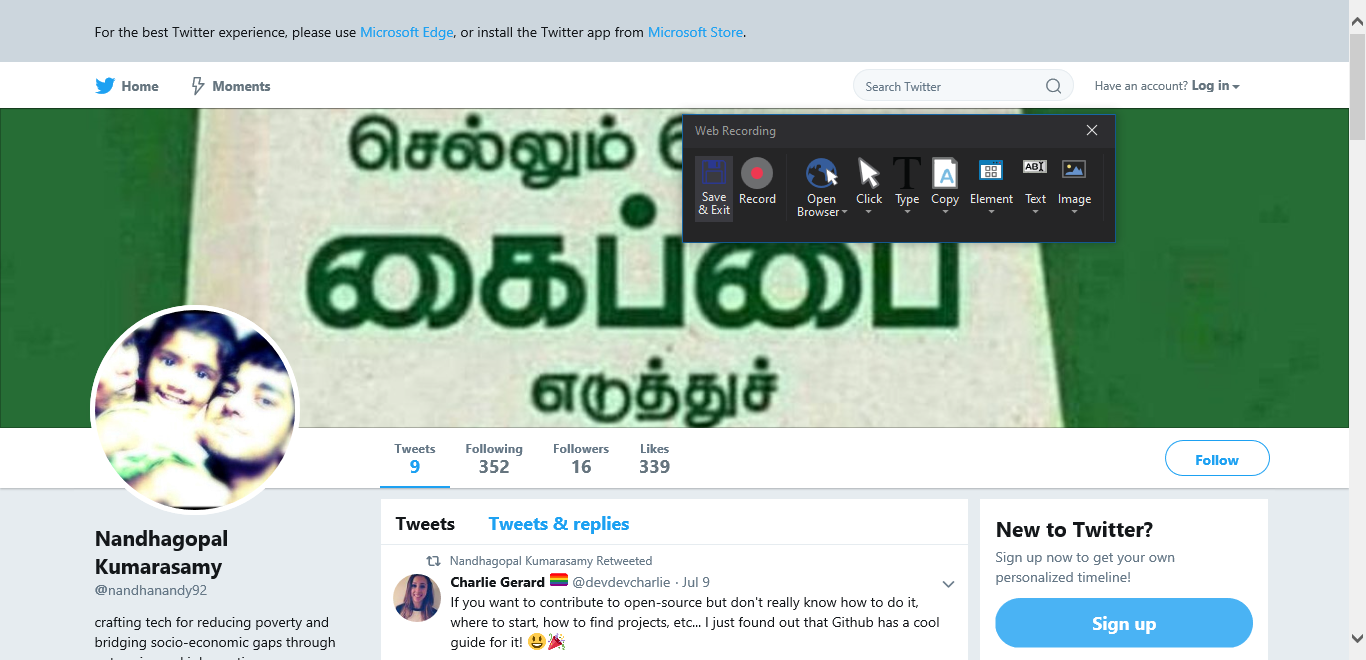 For the best Twitter experience, please use Microsoft Edge, or install the Twitter app from Microsoft Store.
Home
Moments
Search Twitter
Have an account? Log in
செல்லும்
Web Recording
Save & Exit
Record
Open Browser
Click
Type
Copy
Element
Text
Image
கைப்பை
எடுத்துச்
Tweets
9
Following
352
Followers
16
Likes
339
Follow
Nandhagopal
Kumarasamy
@nandhanandy92
crafting tech for reducing poverty and
bridging socio-economic gaps through
Tweets
Tweets & replies
Nandhagopal Kumarasamy Retweeted
Charlie Gerard 🏳️‍🌈 @devdevcharlie · Jul 9
If you want to contribute to open-source but don't really know how to do it,
where to start, how to find projects, etc... I just found out that Github has a cool
guide for it! 😃🎉
New to Twitter?
Sign up now to get your own
personalized timeline!
Sign up